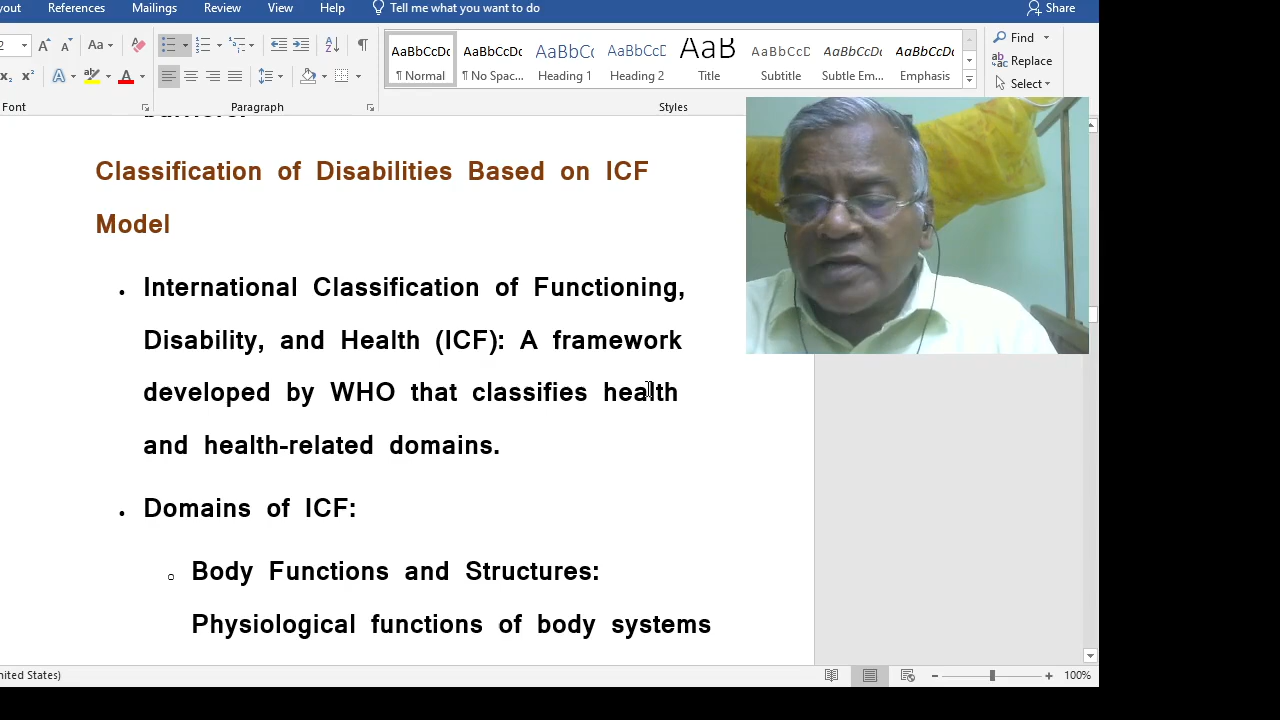 yout References Mailings Review View Help Tell me what you want to do Share
2 Aa
AaBbCcDc AaBbCcDc AaBbCc AaBbCcD AaB AaBbCcD AaBbCcDc AaBbCcDc
¶ Normal ¶ No Spac... Heading 1 Heading 2 Title Subtitle Subtle Em... Emphasis
Find
Replace
Select
Font Paragraph Styles
Classification of Disabilities Based on ICF
Model
• International Classification of Functioning,
Disability, and Health (ICF): A framework
developed by WHO that classifies health
and health-related domains.
• Domains of ICF:
o Body Functions and Structures:
Physiological functions of body systems
nited States) 100%